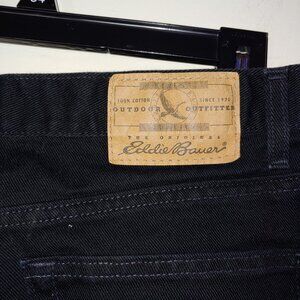 100% COTTON SINCE 1920
OUTDOOR OUTFITTER
THE ORIGINAL
Eddie Bauer®